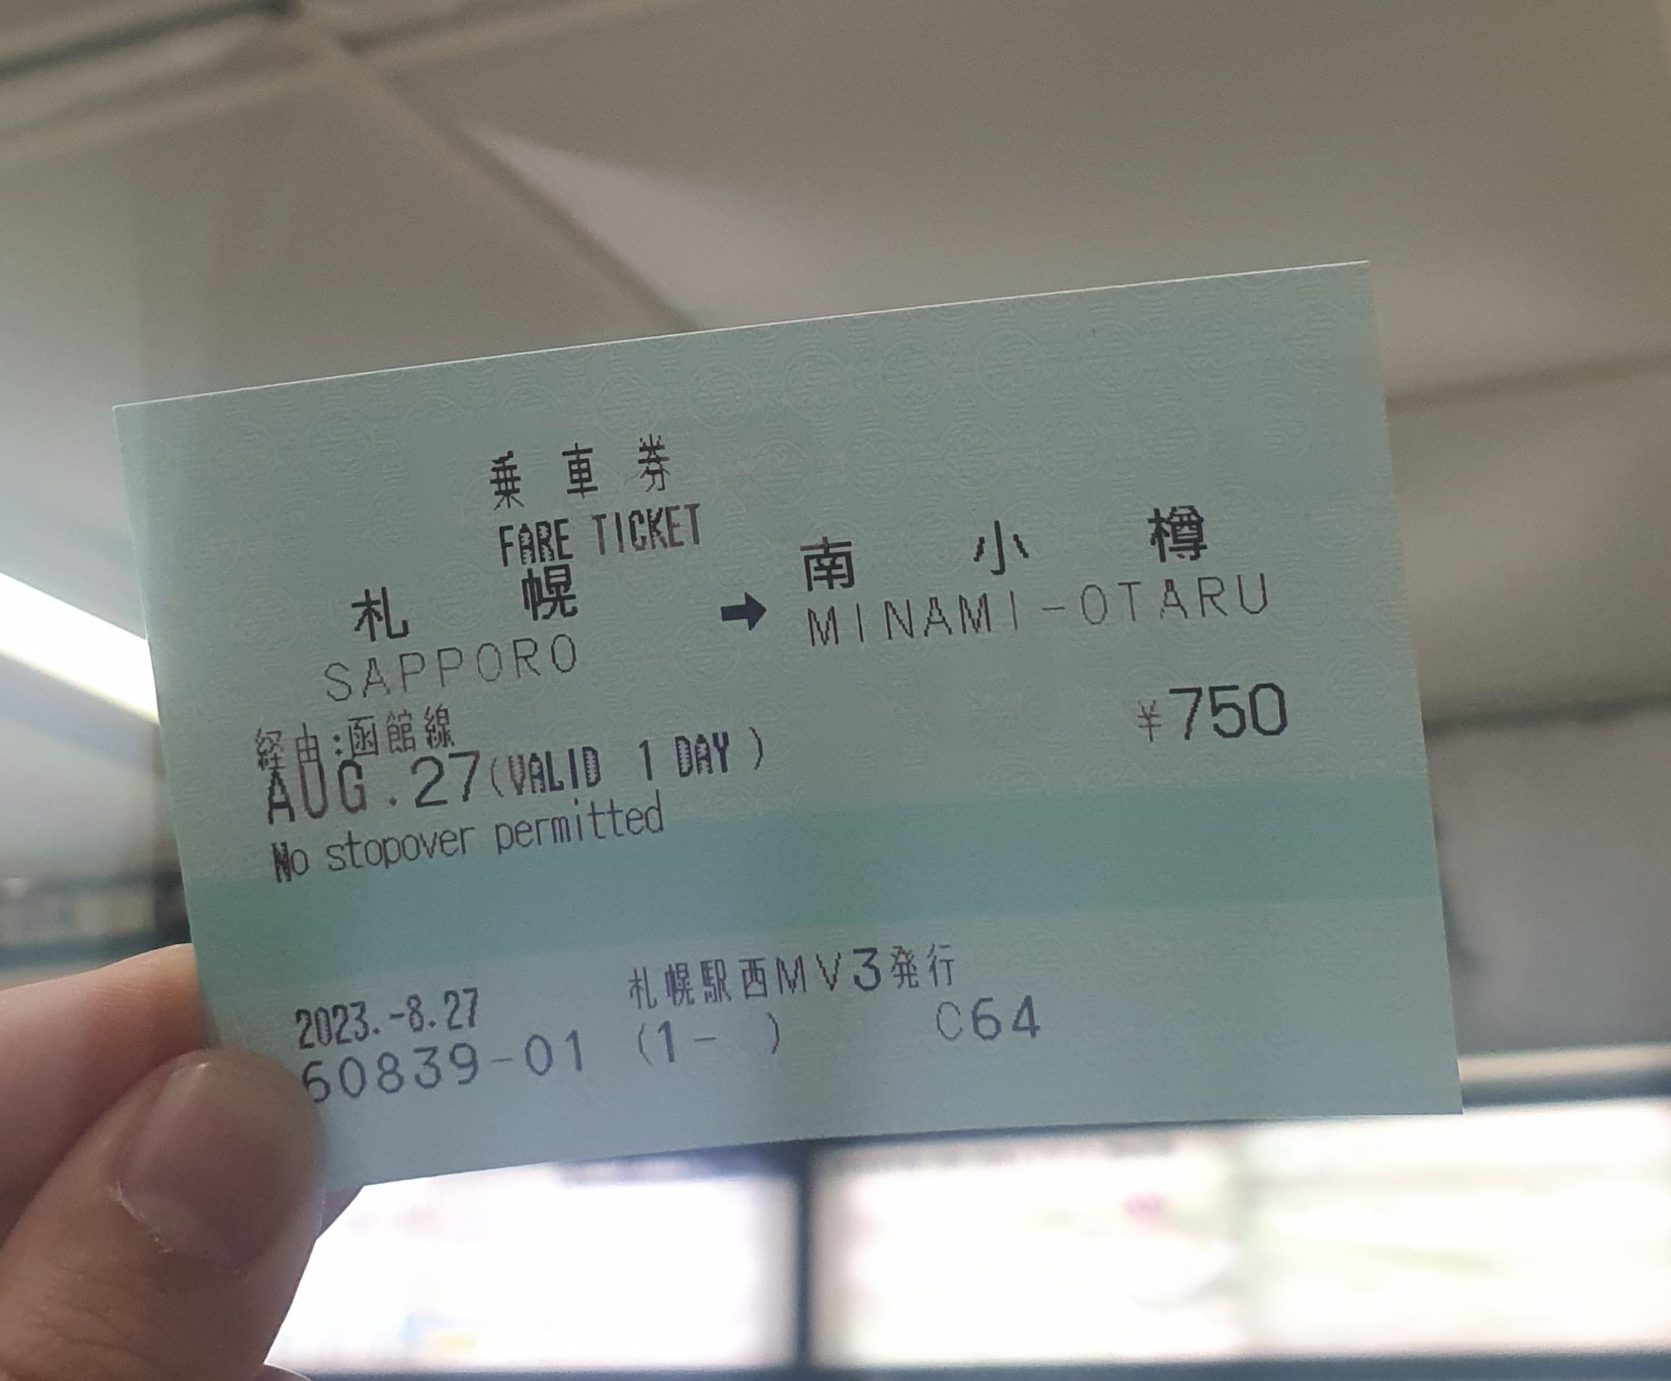 乗車券
FARE TICKET
札幌 → 南小樽
SAPPORO MINAMI-OTARU
経由:函館線
¥750
AUG.27(VALID 1 DAY)
No stopover permitted
2023.-8.27 札幌駅西MV3発行
60839-01 (1- ) C64